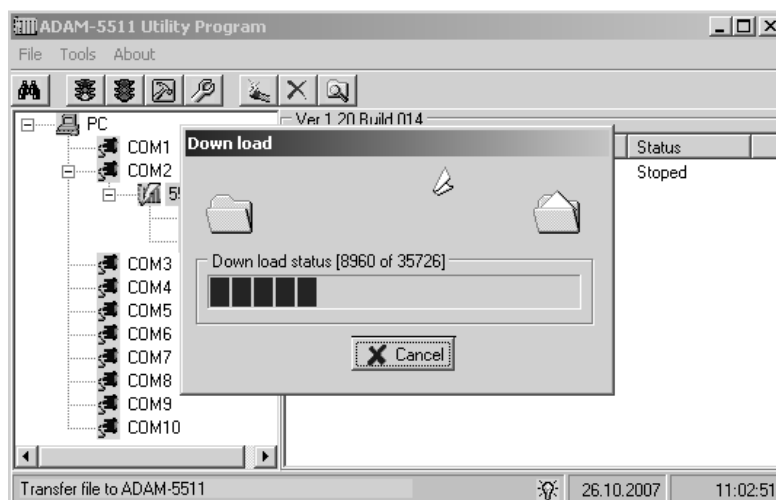 ADAM-5511 Utility Program
File Tools About
Ver 1.20 Build 014
PC
COM1
COM2
COM3
COM4
COM5
COM6
COM7
COM8
COM9
COM10
Status
Stoped
Down load
Down load status [8960 of 35726]
Cancel
Transfer file to ADAM-5511
26.10.2007
11:02:51